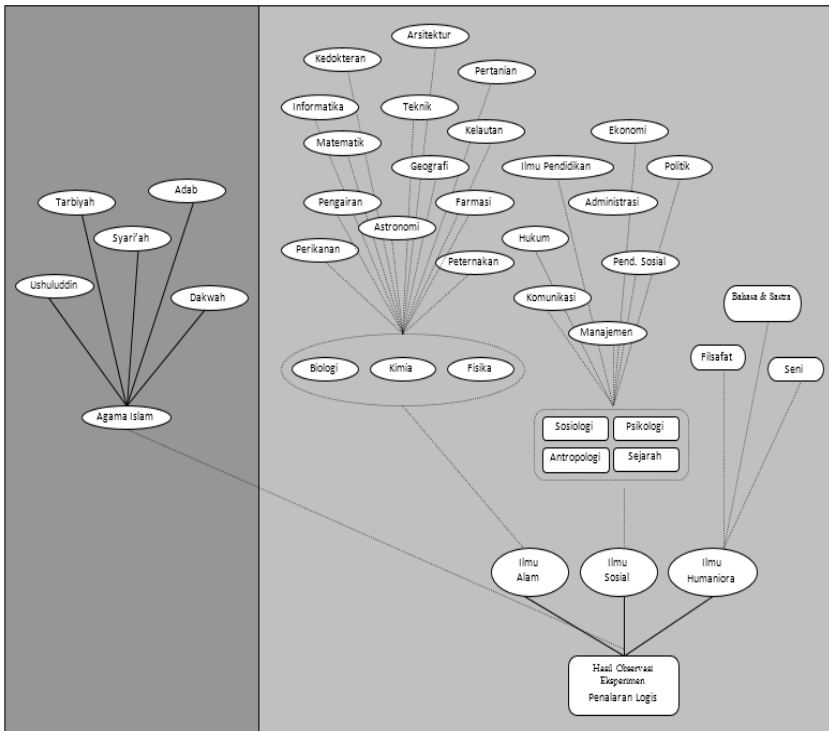 Adab
Tarbiyah
Syari'ah
Ushuluddin
Dakwah
Agama Islam
Arsitektur
Kedokteran
Pertanian
Informatika
Teknik
Kelautan
Matematik
Geografi
Pengairan
Farmasi
Astronomi
Perikanan
Peternakan
Biologi
Kimia
Fisika
Ekonomi
Ilmu Pendidikan
Politik
Administrasi
Hukum
Pend. Sosial
Komunikasi
Manajemen
Sosiologi
Psikologi
Antropologi
Sejarah
Bahasa & Sastra
Filsafat
Seni
Ilmu
Alam
Ilmu
Sosial
Ilmu
Humaniora
Hasil Observasi
Eksperimen
Penalaran Logis